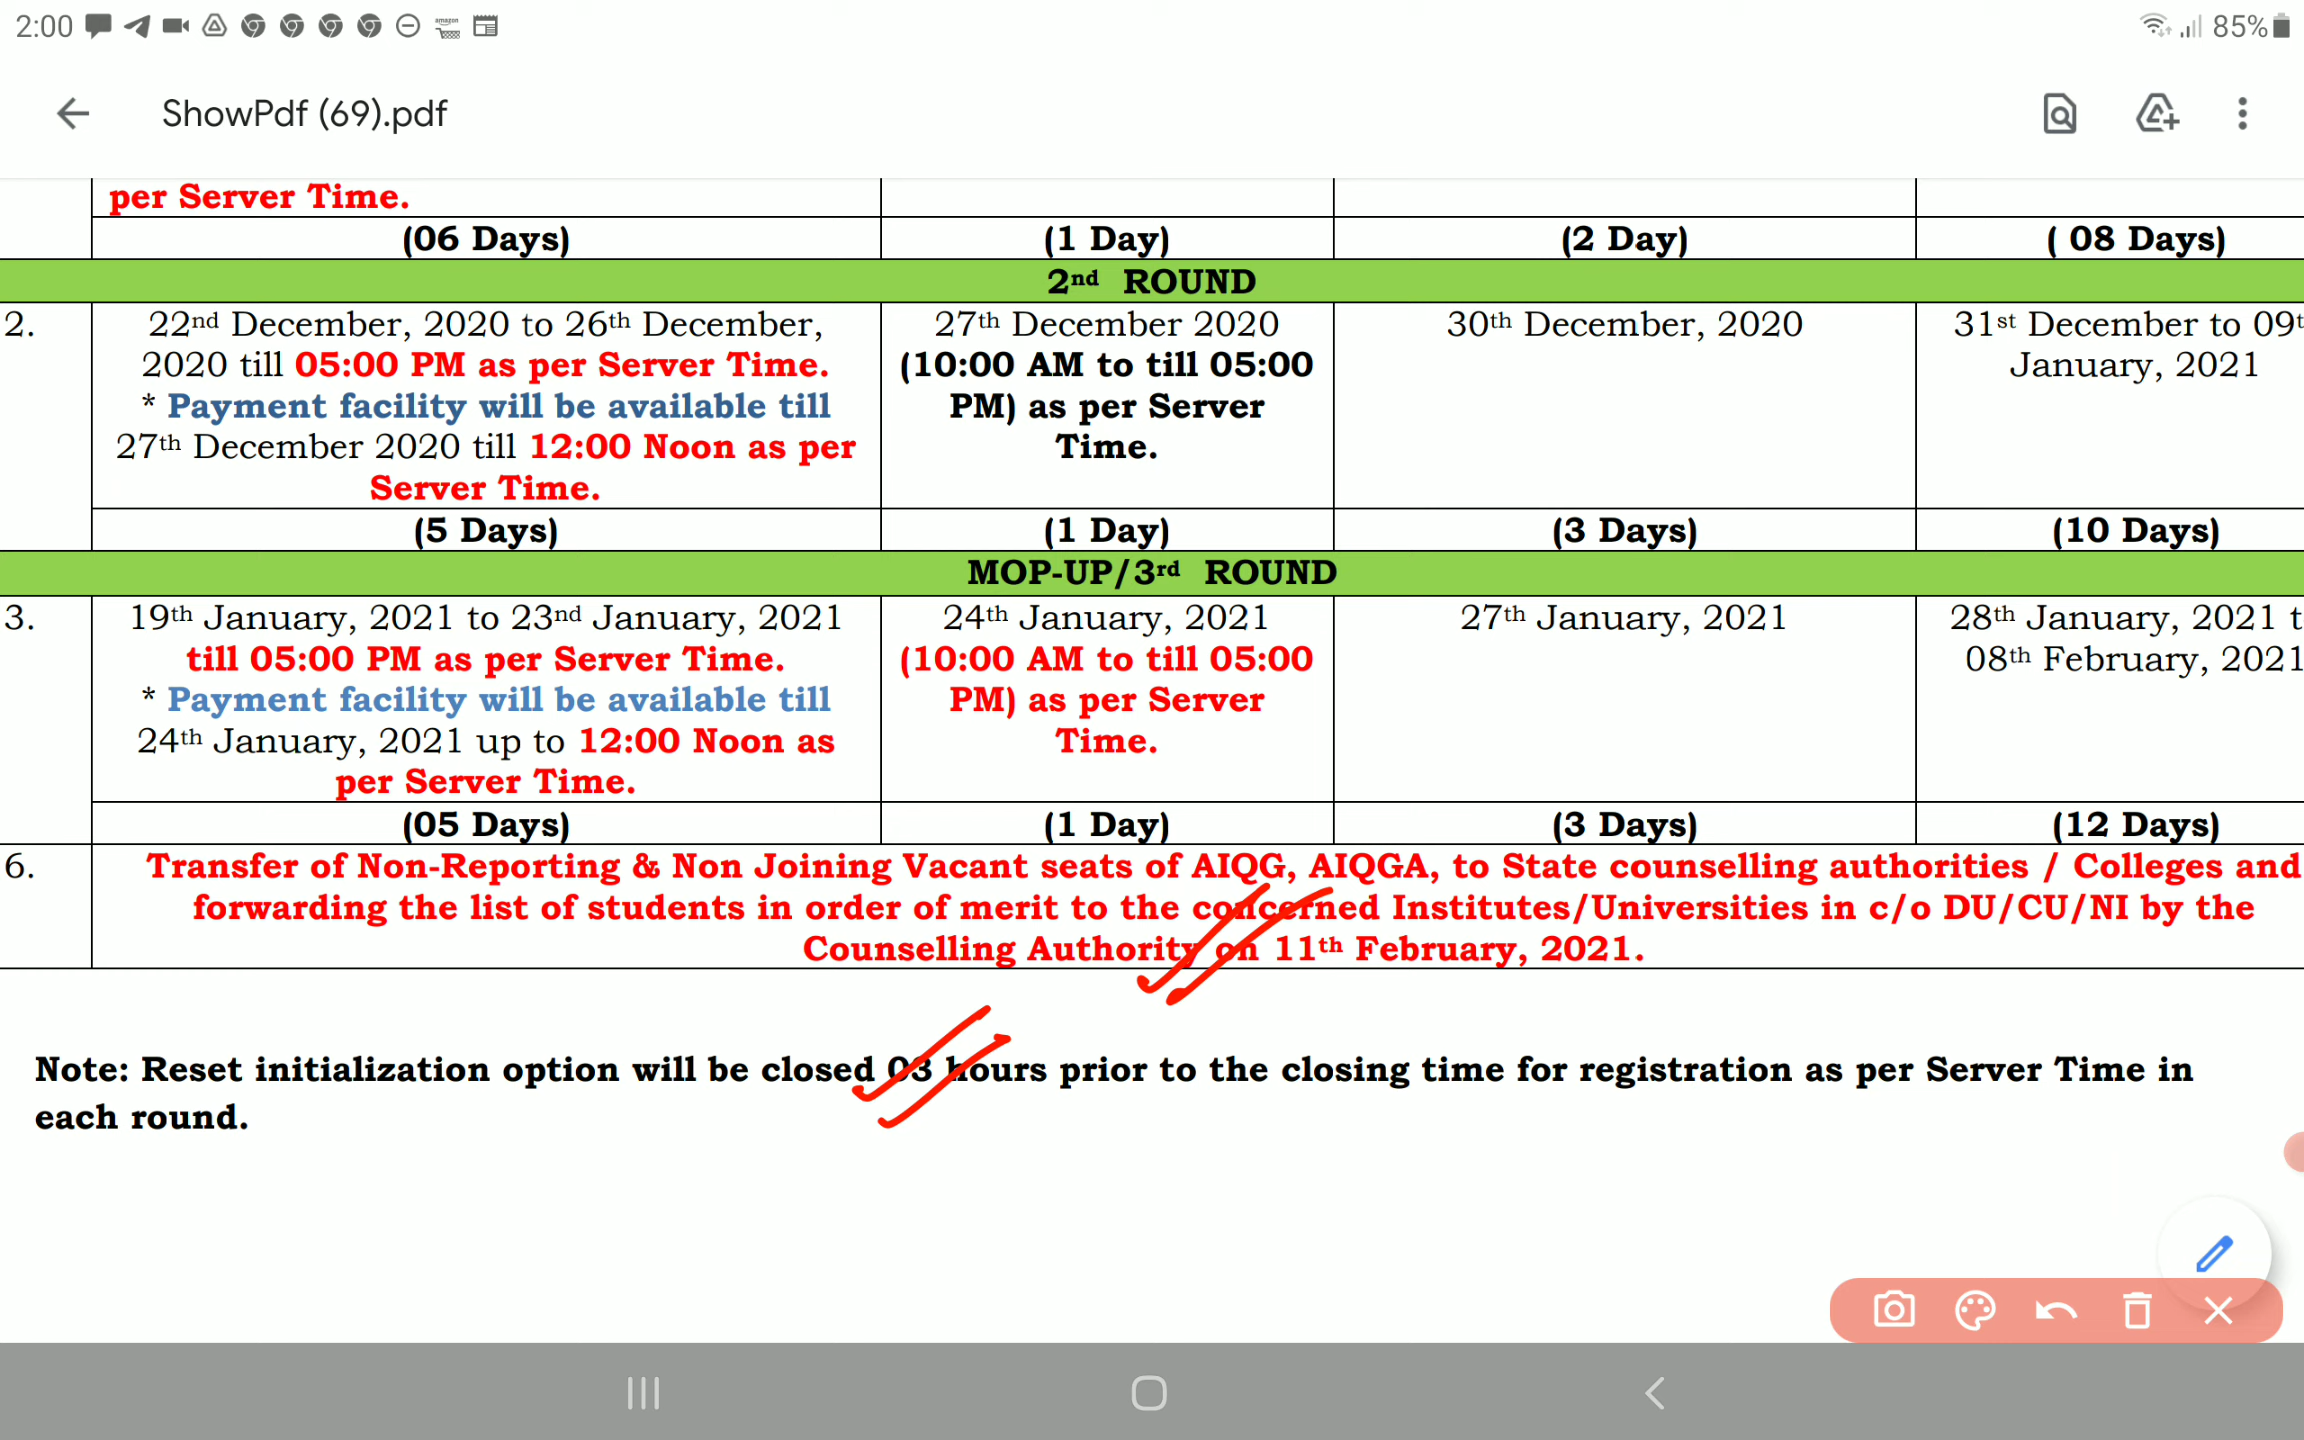 2:00
85%
ShowPdf (69).pdf
per Server Time.
(06 Days) (1 Day) (2 Day) ( 08 Days)
2nd ROUND
2.
22nd December, 2020 to 26th December,
2020 till 05:00 PM as per Server Time.
* Payment facility will be available till
27th December 2020 till 12:00 Noon as per
Server Time.
27th December 2020
(10:00 AM to till 05:00
PM) as per Server
Time.
30th December, 2020
31st December to 09t
January, 2021
(5 Days) (1 Day) (3 Days) (10 Days)
MOP-UP/3rd ROUND
3.
19th January, 2021 to 23nd January, 2021
till 05:00 PM as per Server Time.
* Payment facility will be available till
24th January, 2021 up to 12:00 Noon as
per Server Time.
24th January, 2021
(10:00 AM to till 05:00
PM) as per Server
Time.
27th January, 2021
28th January, 2021 t
08th February, 2021
(05 Days) (1 Day) (3 Days) (12 Days)
6.
Transfer of Non-Reporting & Non Joining Vacant seats of AIQG, AIQGA, to State counselling authorities / Colleges and
forwarding the list of students in order of merit to the concerned Institutes/Universities in c/o DU/CU/NI by the
Counselling Authority on 11th February, 2021.
Note: Reset initialization option will be closed 03 hours prior to the closing time for registration as per Server Time in
each round.